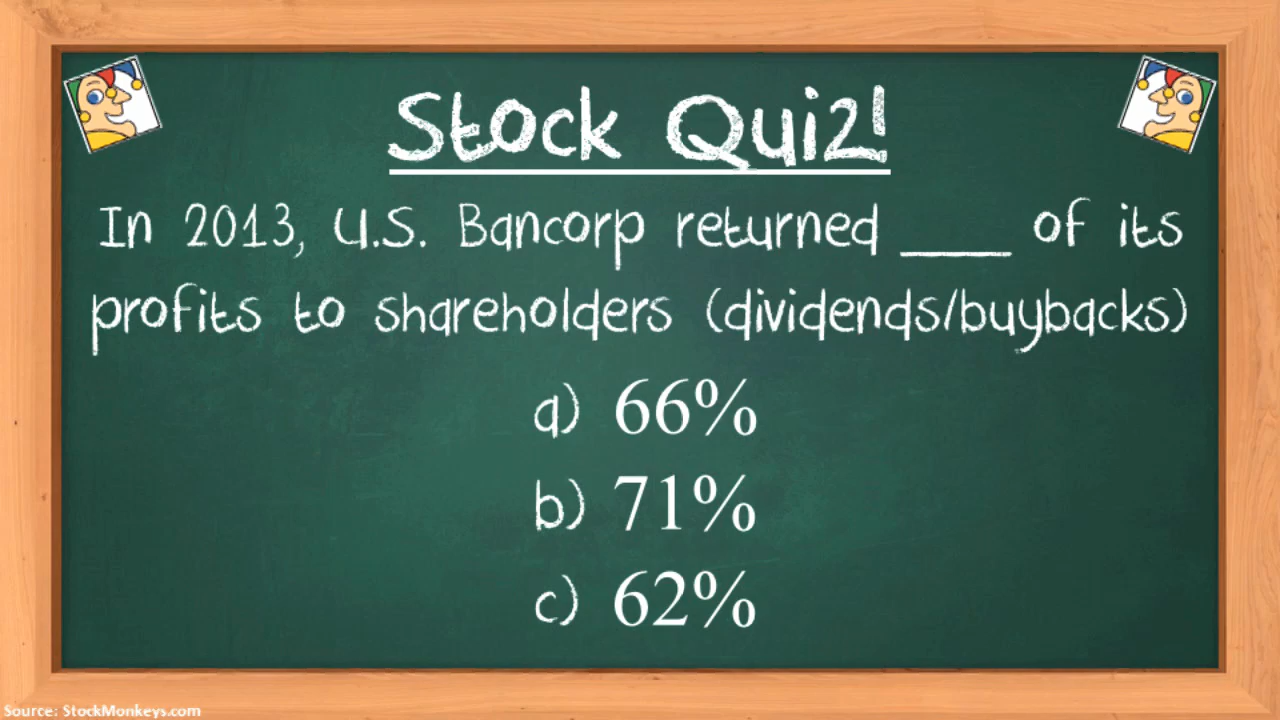 Stock Quiz!
In 2013, U.S. Bancorp returned ____ of its
profits to shareholders (dividends/buybacks)
a) 66%
b) 71%
c) 62%
Source: StockMonkeys.com